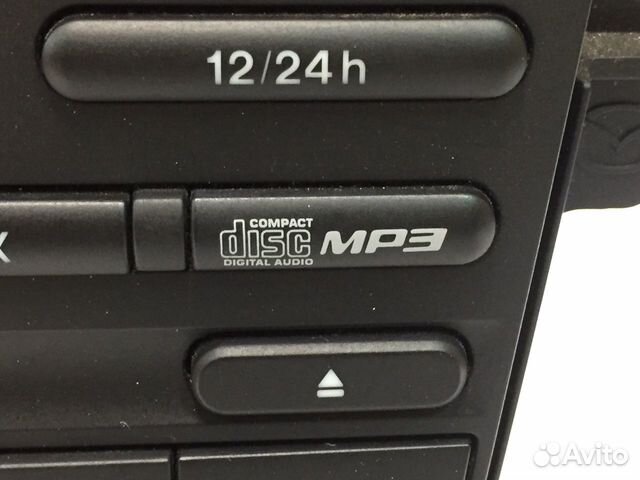 12/24h
X
COMPACT
disc MP3
DIGITAL AUDIO
Avito